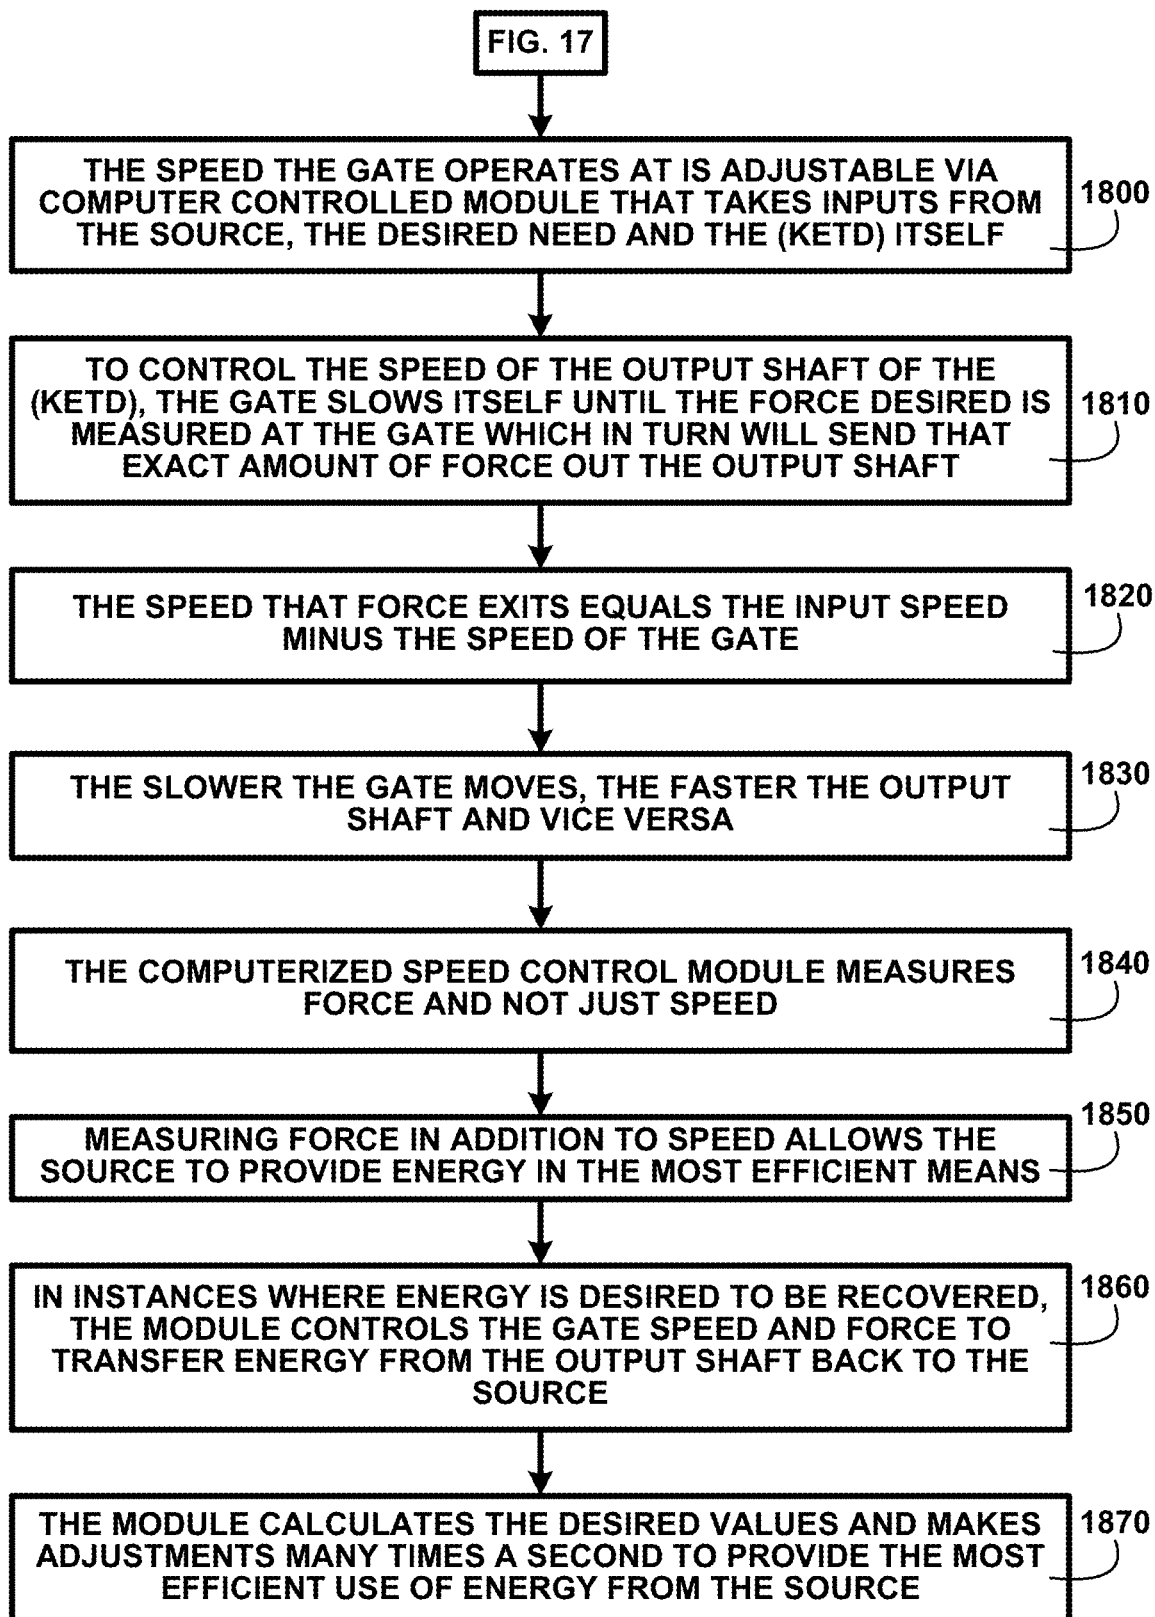 FIG. 17
THE SPEED THE GATE OPERATES AT IS ADJUSTABLE VIA
COMPUTER CONTROLLED MODULE THAT TAKES INPUTS FROM
THE SOURCE, THE DESIRED NEED AND THE (KETD) ITSELF
1800
TO CONTROL THE SPEED OF THE OUTPUT SHAFT OF THE
(KETD), THE GATE SLOWS ITSELF UNTIL THE FORCE DESIRED IS
MEASURED AT THE GATE WHICH IN TURN WILL SEND THAT
EXACT AMOUNT OF FORCE OUT THE OUTPUT SHAFT
1810
THE SPEED THAT FORCE EXITS EQUALS THE INPUT SPEED
MINUS THE SPEED OF THE GATE
1820
THE SLOWER THE GATE MOVES, THE FASTER THE OUTPUT
SHAFT AND VICE VERSA
1830
THE COMPUTERIZED SPEED CONTROL MODULE MEASURES
FORCE AND NOT JUST SPEED
1840
MEASURING FORCE IN ADDITION TO SPEED ALLOWS THE
SOURCE TO PROVIDE ENERGY IN THE MOST EFFICIENT MEANS
1850
IN INSTANCES WHERE ENERGY IS DESIRED TO BE RECOVERED,
THE MODULE CONTROLS THE GATE SPEED AND FORCE TO
TRANSFER ENERGY FROM THE OUTPUT SHAFT BACK TO THE
SOURCE
1860
THE MODULE CALCULATES THE DESIRED VALUES AND MAKES
ADJUSTMENTS MANY TIMES A SECOND TO PROVIDE THE MOST
EFFICIENT USE OF ENERGY FROM THE SOURCE
1870